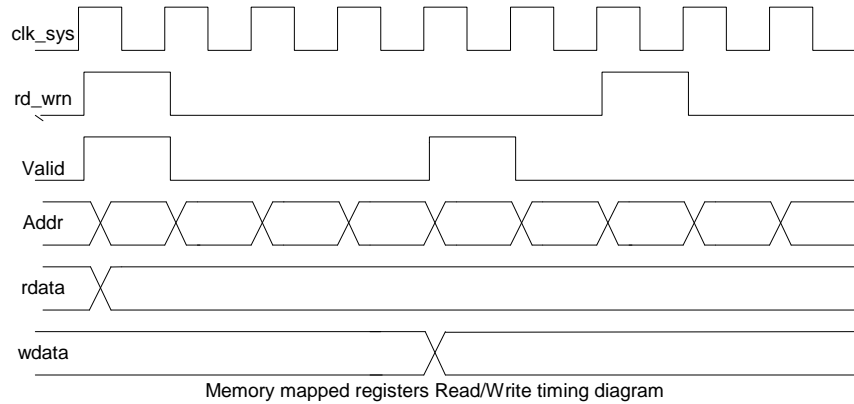 clk_sys
rd_wrn
Valid
Addr
rdata
wdata
Memory mapped registers Read/Write timing diagram